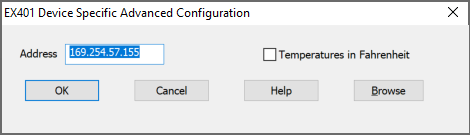 EX401 Device Specific Advanced Configuration
Address 169.254.57.155 Temperatures in Fahrenheit
OK Cancel Help Browse